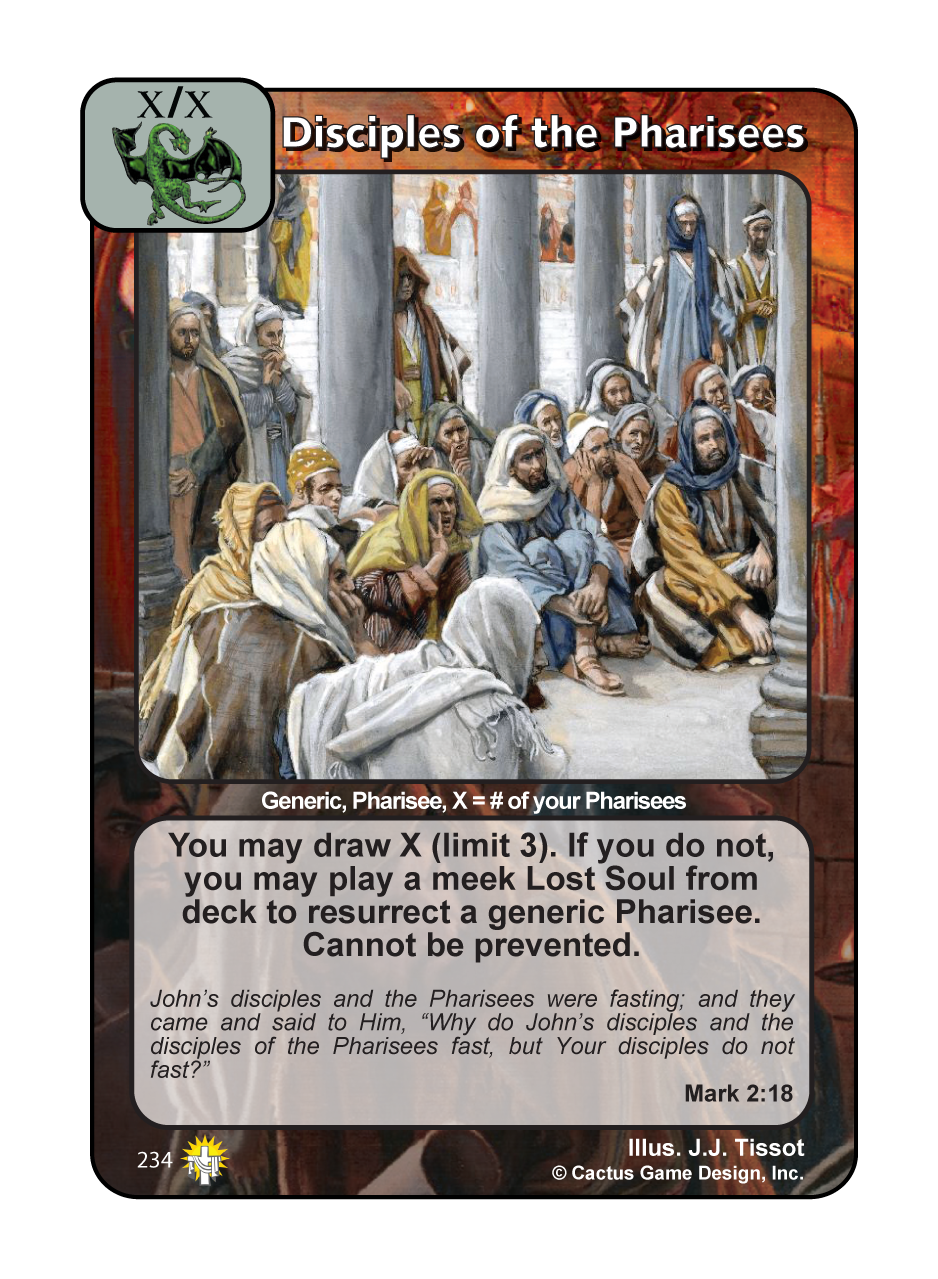 X/X
Disciples of the Pharisees
Generic, Pharisee, X = # of your Pharisees
You may draw X (limit 3). If you do not,
you may play a meek Lost Soul from
deck to resurrect a generic Pharisee.
Cannot be prevented.
John’s disciples and the Pharisees were fasting; and they
came and said to Him, “Why do John’s disciples and the
disciples of the Pharisees fast, but Your disciples do not
fast?”
Mark 2:18
234
Illus. J.J. Tissot
© Cactus Game Design, Inc.